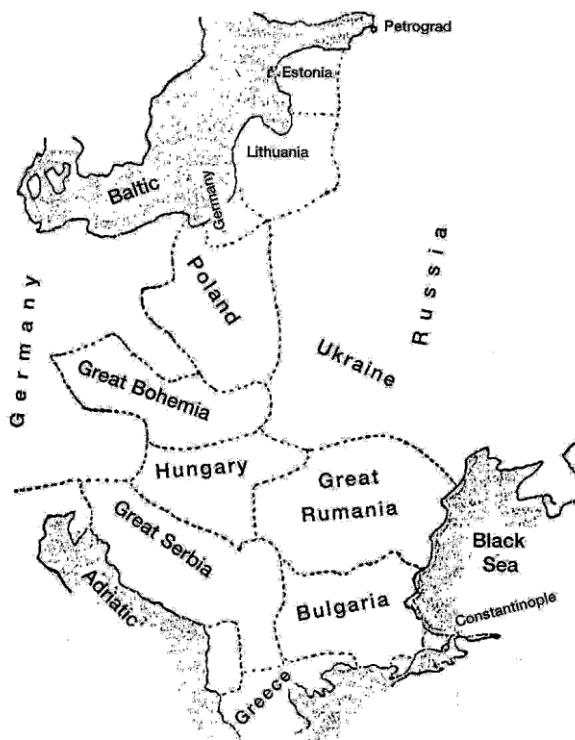 Petrograd
Estonia
Lithuania
Baltic
Germany
Poland
Germany
Russia
Ukraine
Great Bohemia
Hungary
Great
Rumania
Great Serbia
Black
Sea
Adriatic
Bulgaria
Constantinople
Greece